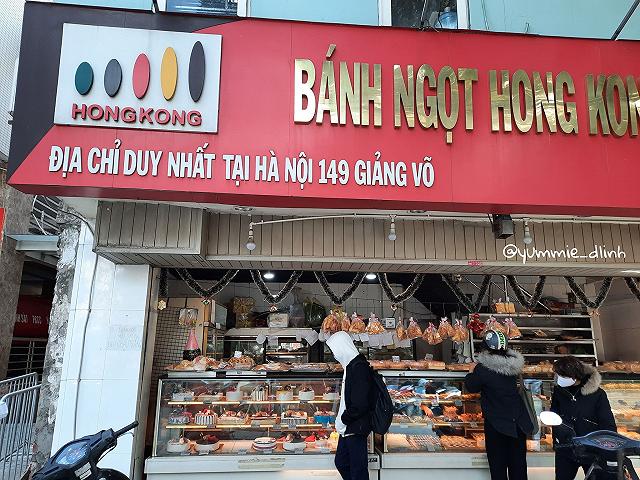 HONGKONG
BÁNH NGỌT HONG KON
ĐỊA CHỈ DUY NHẤT TẠI HÀ NỘI 149 GIẢNG VÕ
@yummie_dlinh